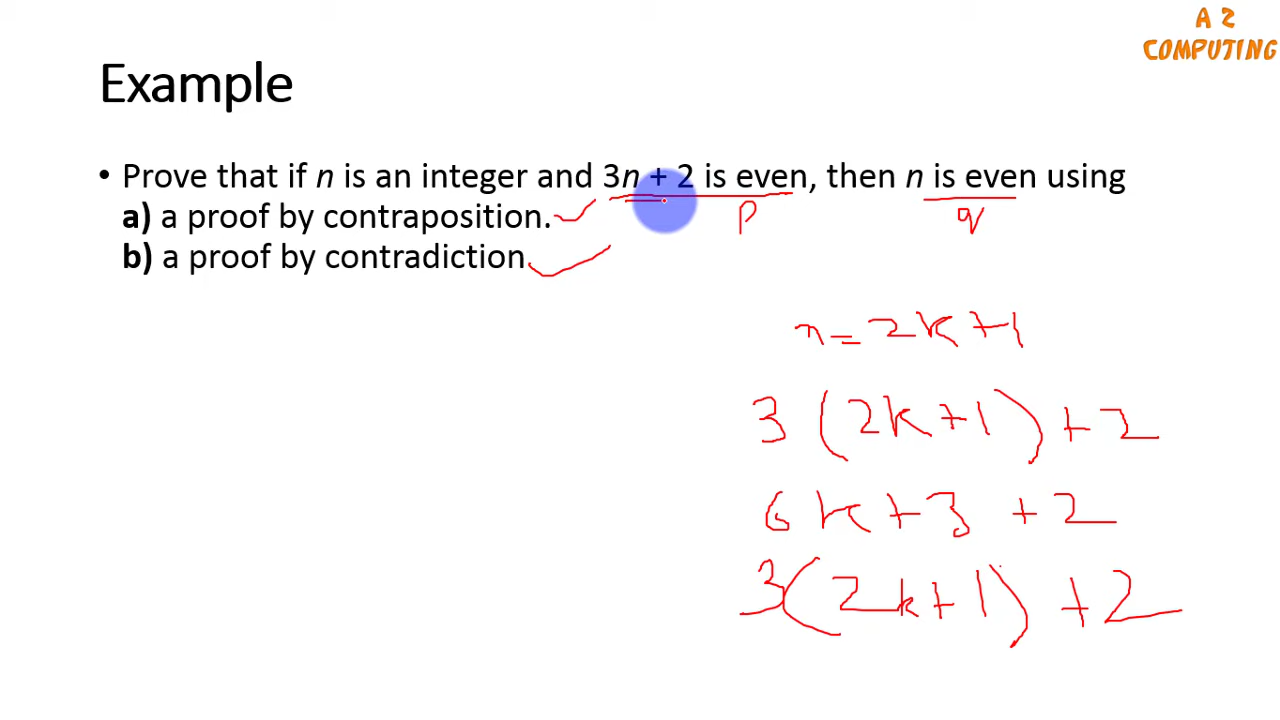 A Z
COMPUTING
Example
• Prove that if n is an integer and 3n + 2 is even, then n is even using
a) a proof by contraposition.
b) a proof by contradiction
p
q
n = 2k+1
3 (2k+1) +2
6k+3 +2
3(2k+1) +2